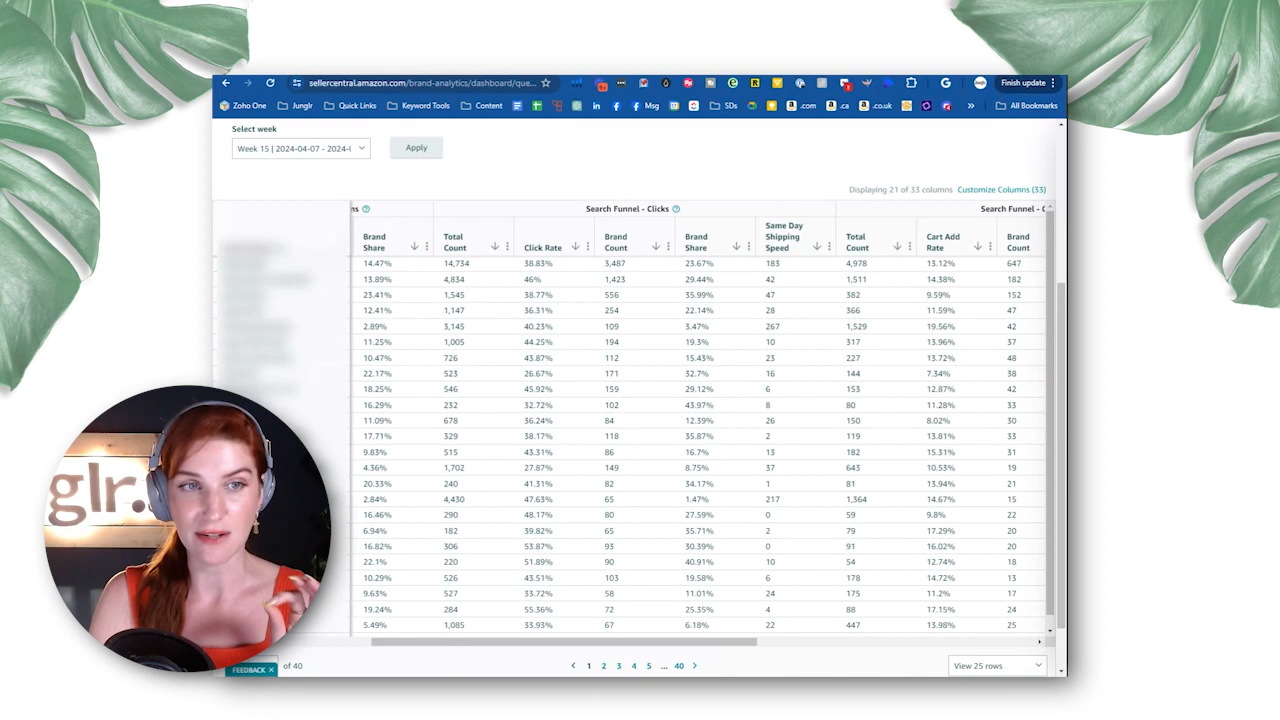 sellercentral.amazon.com/brand-analytics/dashboard/que...
Finish update
Zoho One Junglr Quick Links Keyword Tools Content Msg SDs .com .ca .co.uk » All Bookmarks
Select week
Week 15 | 2024-04-07 - 2024-(
Apply
Displaying 21 of 33 columns Customize Columns (33)
ns Search Funnel - Clicks Search Funnel - C
Brand Share Total Count Click Rate Brand Count Brand Share Same Day Shipping Speed Total Count Cart Add Rate Brand Count
14.47% 14,734 38.83% 3,487 23.67% 183 4,978 13.12% 647
13.89% 4,834 46% 1,423 29.44% 42 1,511 14.38% 182
23.41% 1,545 38.77% 556 35.99% 47 382 9.59% 152
12.41% 1,147 36.31% 254 22.14% 28 366 11.59% 47
2.89% 3,145 40.23% 109 3.47% 267 1,529 19.56% 42
11.25% 1,005 44.25% 194 19.3% 10 317 13.96% 37
10.47% 726 43.87% 112 15.43% 23 227 13.72% 48
22.17% 523 26.67% 171 32.7% 16 144 7.34% 38
18.25% 546 45.92% 159 29.12% 6 153 12.87% 42
16.29% 232 32.72% 102 43.97% 8 80 11.28% 33
11.09% 678 36.24% 84 12.39% 26 150 8.02% 30
17.71% 329 38.17% 118 35.87% 2 119 13.81% 33
9.83% 515 43.31% 86 16.7% 13 182 15.31% 31
4.36% 1,702 27.87% 149 8.75% 37 643 10.53% 19
20.33% 240 41.31% 82 34.17% 1 81 13.94% 21
2.84% 4,430 47.63% 65 1.47% 217 1,364 14.67% 15
16.46% 290 48.17% 80 27.59% 0 59 9.8% 22
6.94% 182 39.82% 65 35.71% 2 79 17.29% 20
16.82% 306 53.87% 93 30.39% 0 91 16.02% 20
22.1% 220 51.89% 90 40.91% 10 54 12.74% 18
10.29% 526 43.51% 103 19.58% 6 178 14.72% 13
9.63% 527 33.72% 58 11.01% 24 175 11.2% 17
19.24% 284 55.36% 72 25.35% 4 88 17.15% 24
5.49% 1,085 33.93% 67 6.18% 22 447 13.98% 25
glr.
FEEDBACK × of 40 < 1 2 3 4 5 ... 40 > View 25 rows